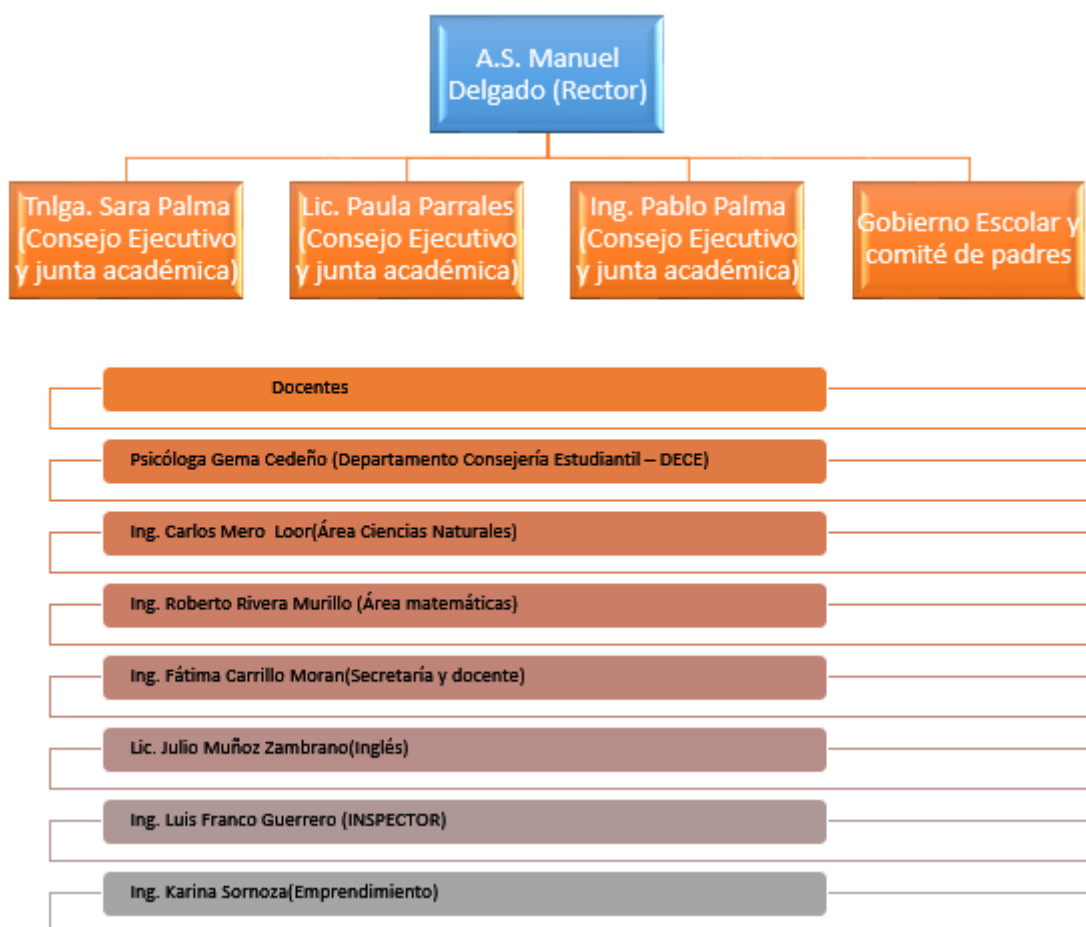 A.S. Manuel
Delgado (Rector)
Tnlga. Sara Palma
(Consejo Ejecutivo
y junta académica)
Lic. Paula Parrales
(Consejo Ejecutivo
y junta académica)
Ing. Pablo Palma
(Consejo Ejecutivo
y junta académica)
Gobierno Escolar y
comité de padres
Docentes
Psicóloga Gema Cedeño (Departamento Consejería Estudiantil – DECE)
Ing. Carlos Mero  Loor(Área Ciencias Naturales)
Ing. Roberto Rivera Murillo (Área matemáticas)
Ing. Fátima Carrillo Moran(Secretaría y docente)
Lic. Julio Muñoz Zambrano(Inglés)
Ing. Luis Franco Guerrero (INSPECTOR)
Ing. Karina Sornoza(Emprendimiento)